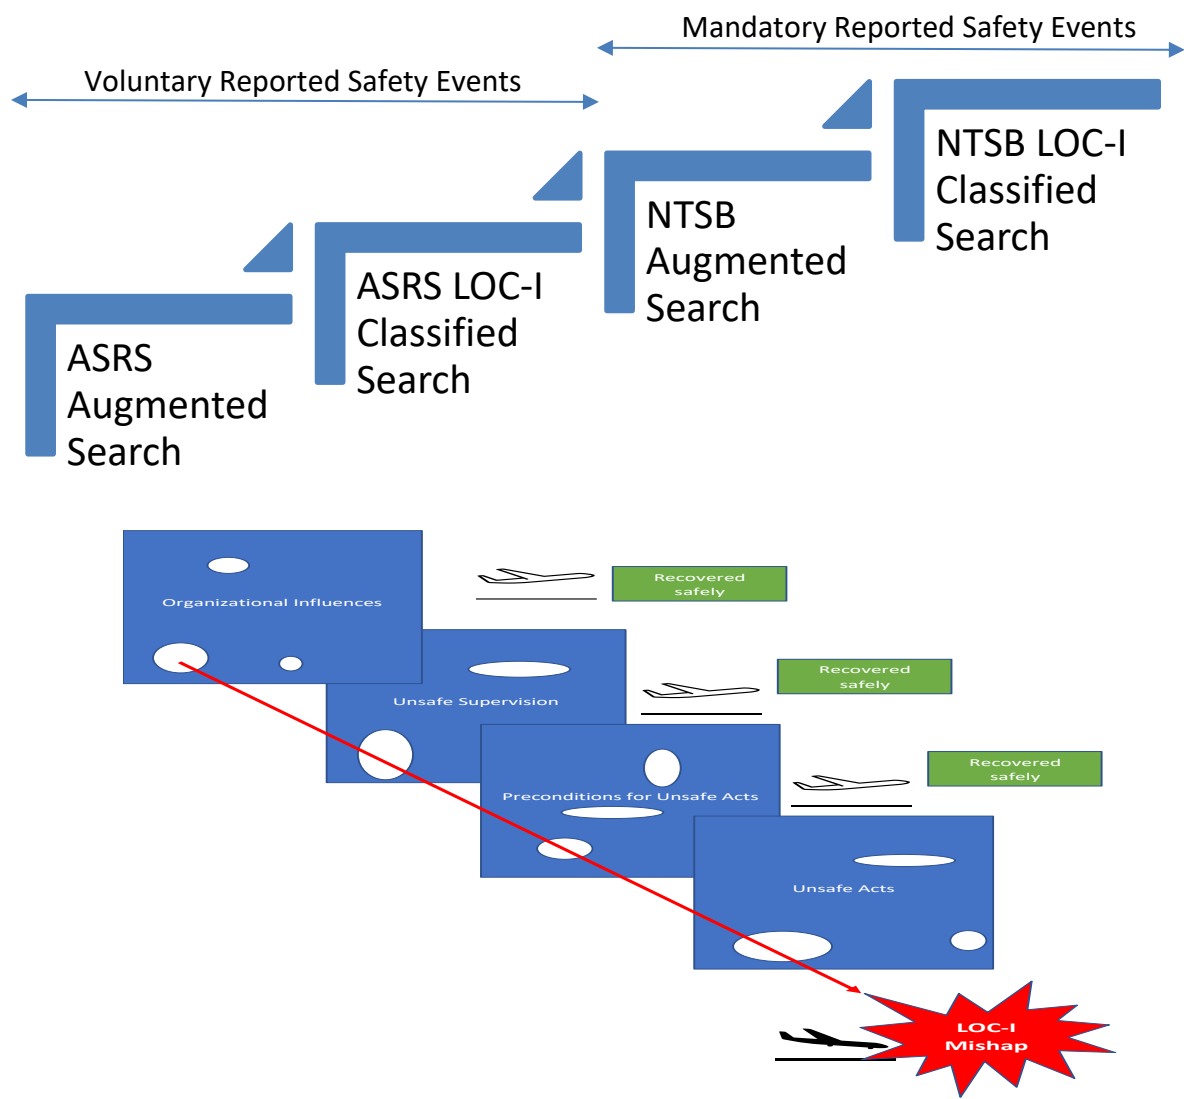 Mandatory Reported Safety Events
Voluntary Reported Safety Events
NTSB LOC-I
Classified
Search
NTSB
Augmented
Search
ASRS LOC-I
Classified
Search
ASRS
Augmented
Search
Organizational Influences
Recovered
safely
Unsafe Supervision
Recovered
safely
Preconditions for Unsafe Acts
Recovered
safely
Unsafe Acts
LOC-I
Mishap